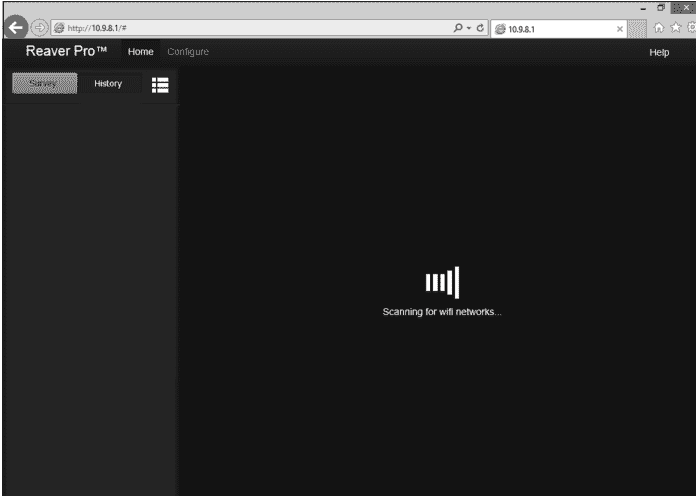 http://10.9.8.1/#
10.9.8.1
Reaver Pro™ Home Configure
Help
Survey History
Scanning for wifi networks...